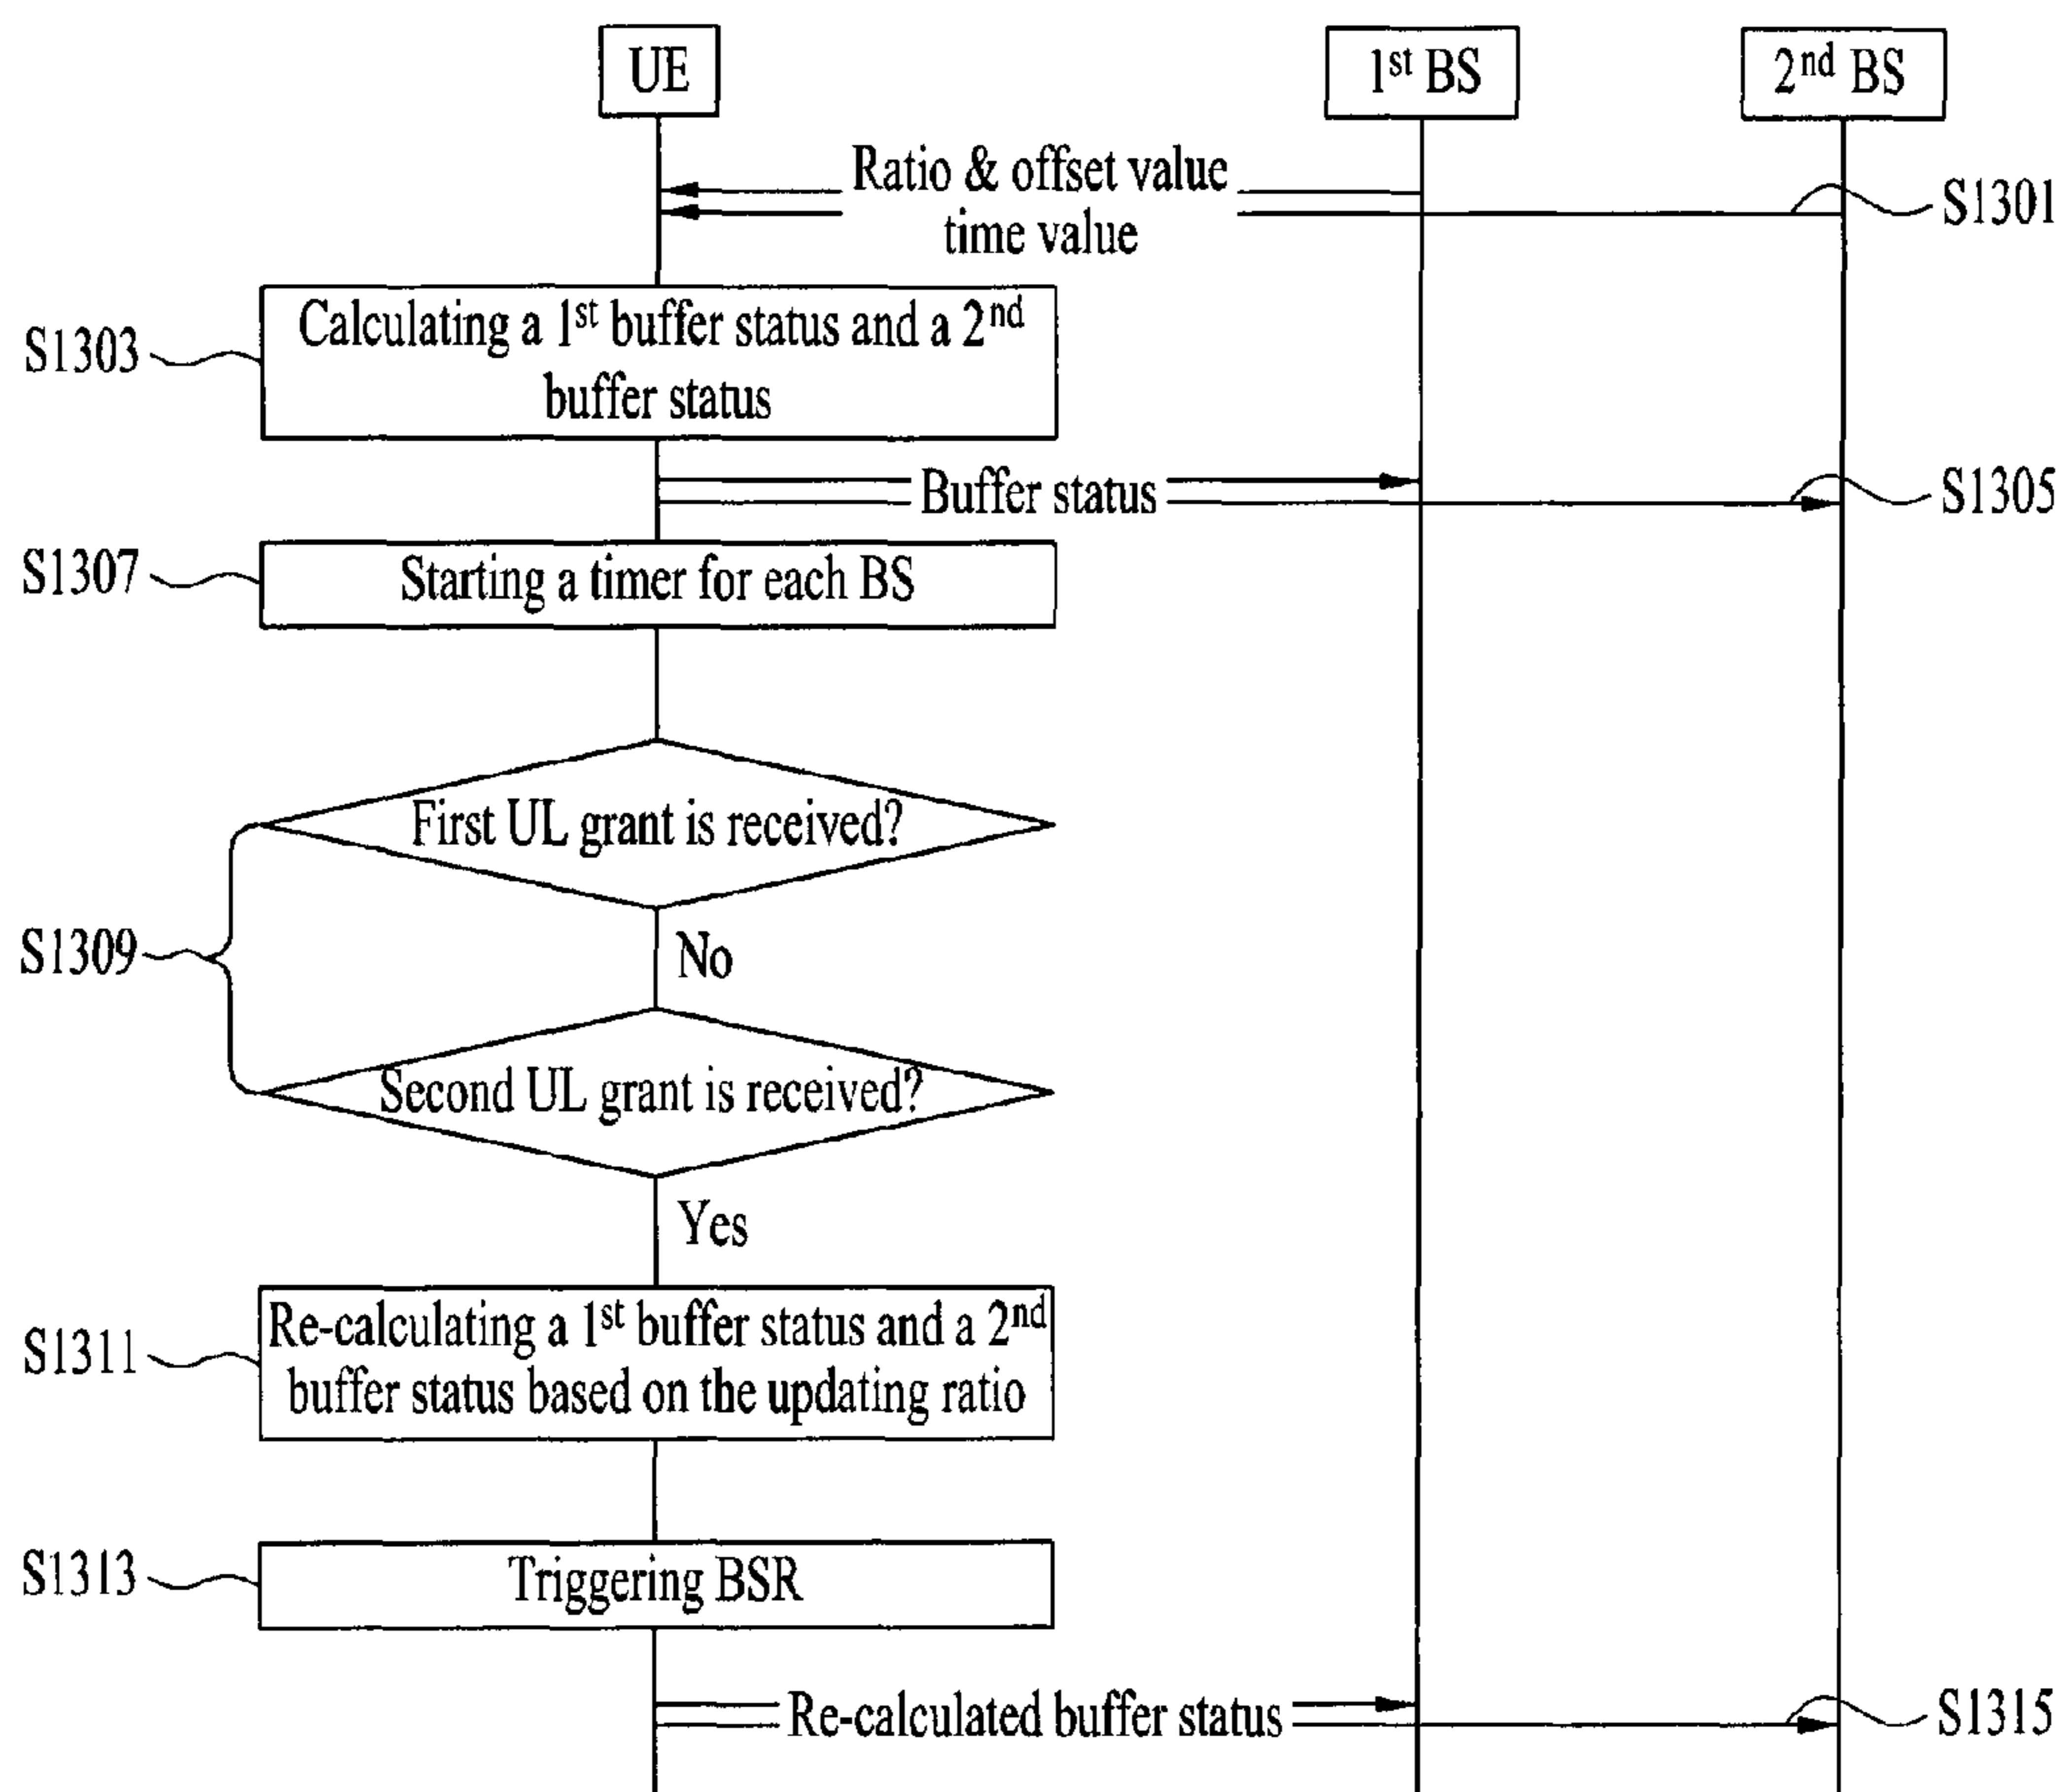 UE
1st BS
2nd BS
Ratio & offset value
time value
S1301
S1303
Calculating a 1st buffer status and a 2nd
buffer status
Buffer status
S1305
S1307
Starting a timer for each BS
First UL grant is received?
S1309
No
Second UL grant is received?
Yes
S1311
Re-calculating a 1st buffer status and a 2nd
buffer status based on the updating ratio
S1313
Triggering BSR
Re-calculated buffer status
S1315